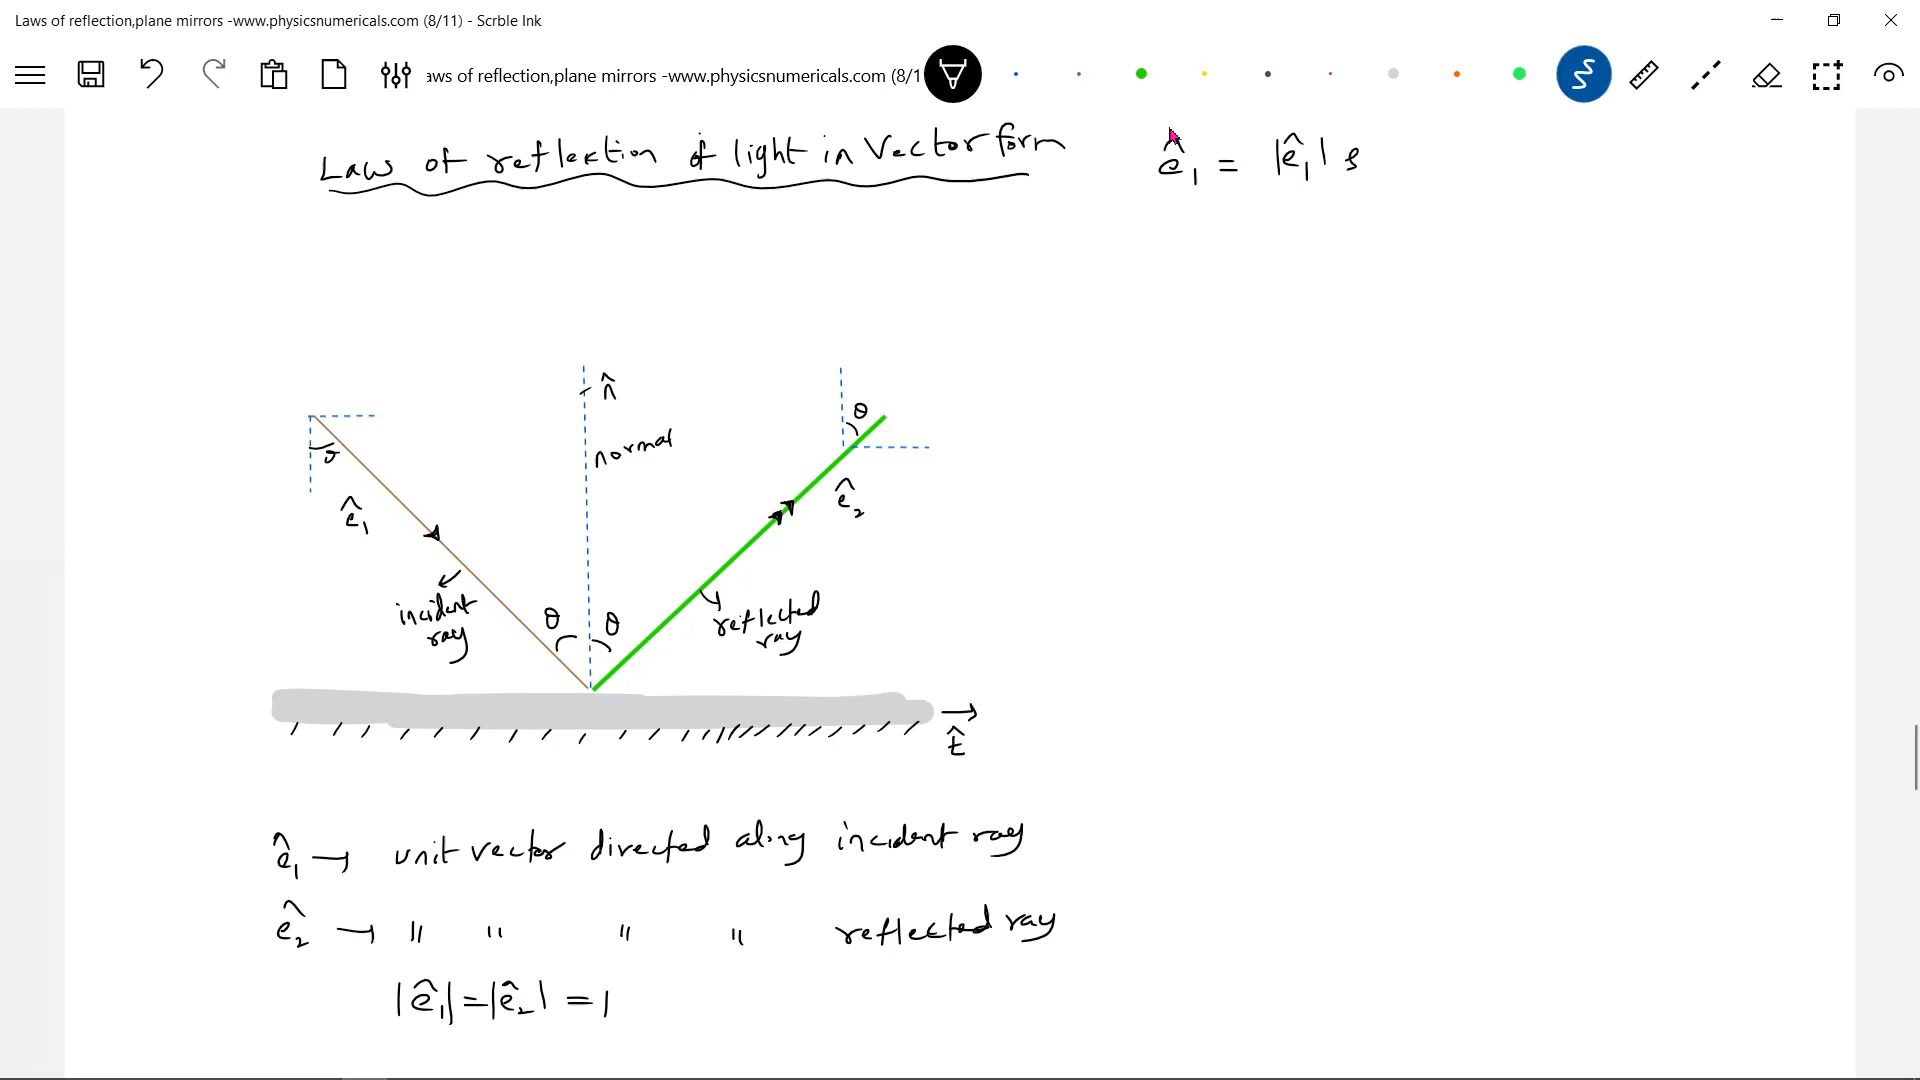 Laws of reflection,plane mirrors -www.physicsnumericals.com (8/11) - Scrble Ink
aws of reflection,plane mirrors -www.physicsnumericals.com (8/1
Law of reflection of light in Vector form
ê₁ = |ê₁| s
n̂
normal
θ
θ
ê₁
ê₂
incident
ray
θ θ
reflected
ray
t̂
ê₁ → unit vector directed along incident ray
ê₂ → " " " " reflected ray
|ê₁| = |ê₂| = 1